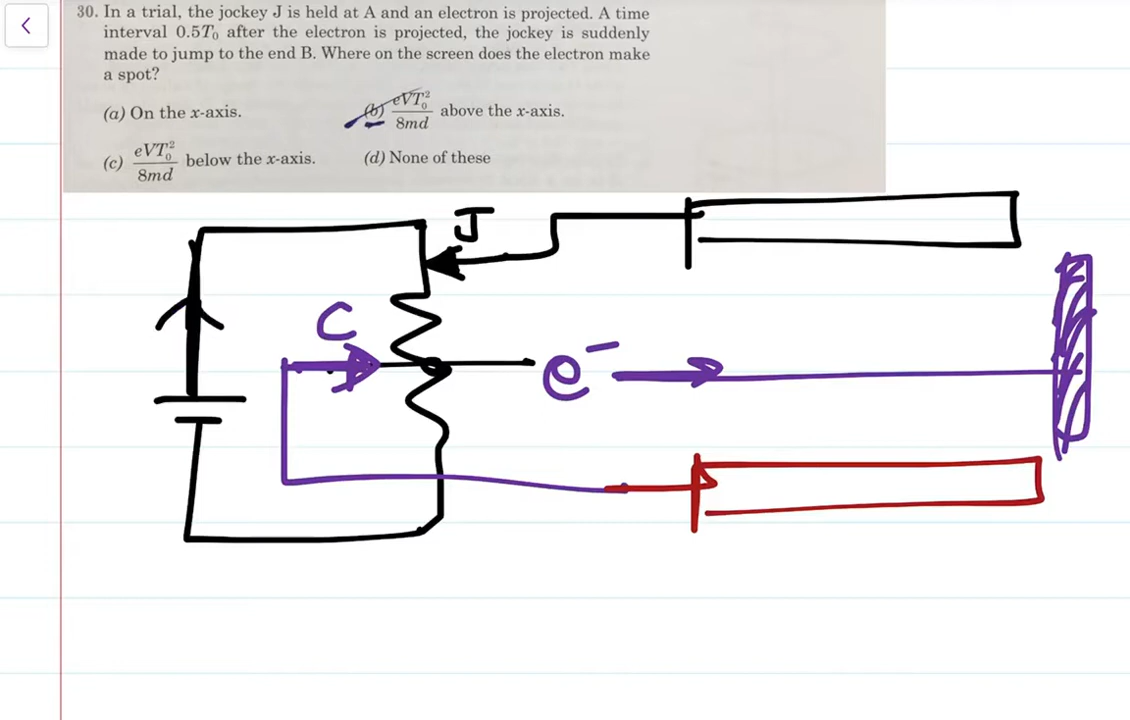 30. In a trial, the jockey J is held at A and an electron is projected. A time
interval 0.5T₀ after the electron is projected, the jockey is suddenly
made to jump to the end B. Where on the screen does the electron make
a spot?
(a) On the x-axis.
(b) eVT₀²/8md above the x-axis.
(c) eVT₀²/8md below the x-axis.
(d) None of these
J
C
e⁻